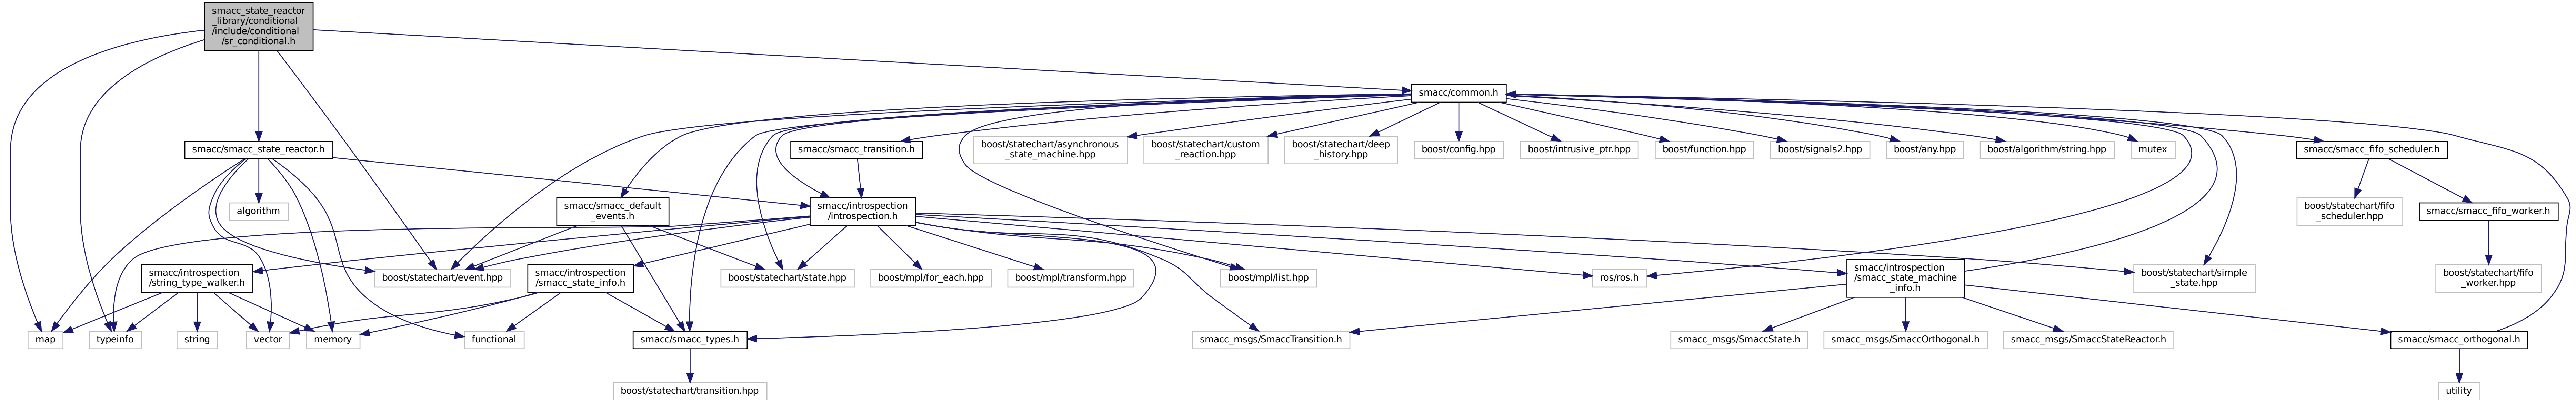 smacc_state_reactor
_library/conditional
/include/conditional
/sr_conditional.h
smacc/common.h
smacc/smacc_state_reactor.h
smacc/smacc_transition.h
boost/statechart/asynchronous
_state_machine.hpp
boost/statechart/custom
_reaction.hpp
boost/statechart/deep
_history.hpp
boost/config.hpp
boost/intrusive_ptr.hpp
boost/function.hpp
boost/signals2.hpp
boost/any.hpp
boost/algorithm/string.hpp
mutex
smacc/smacc_fifo_scheduler.h
algorithm
smacc/smacc_default
_events.h
smacc/introspection
/introspection.h
boost/statechart/fifo
_scheduler.hpp
smacc/smacc_fifo_worker.h
smacc/introspection
/string_type_walker.h
boost/statechart/event.hpp
smacc/introspection
/smacc_state_info.h
boost/statechart/state.hpp
boost/mpl/for_each.hpp
boost/mpl/transform.hpp
boost/mpl/list.hpp
ros/ros.h
smacc/introspection
/smacc_state_machine
_info.h
boost/statechart/simple
_state.hpp
boost/statechart/fifo
_worker.hpp
map
typeinfo
string
vector
memory
functional
smacc/smacc_types.h
smacc_msgs/SmaccTransition.h
smacc_msgs/SmaccState.h
smacc_msgs/SmaccOrthogonal.h
smacc_msgs/SmaccStateReactor.h
smacc/smacc_orthogonal.h
boost/statechart/transition.hpp
utility